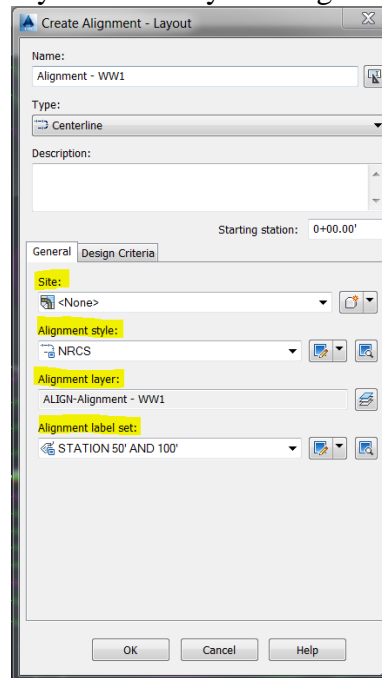 Create Alignment - Layout
Name:
Alignment - WW1
Type:
Centerline
Description:
Starting station: 0+00.00'
General Design Criteria
Site:
<None>
Alignment style:
NRCS
Alignment layer:
ALIGN-Alignment - WW1
Alignment label set:
STATION 50' AND 100'
OK Cancel Help